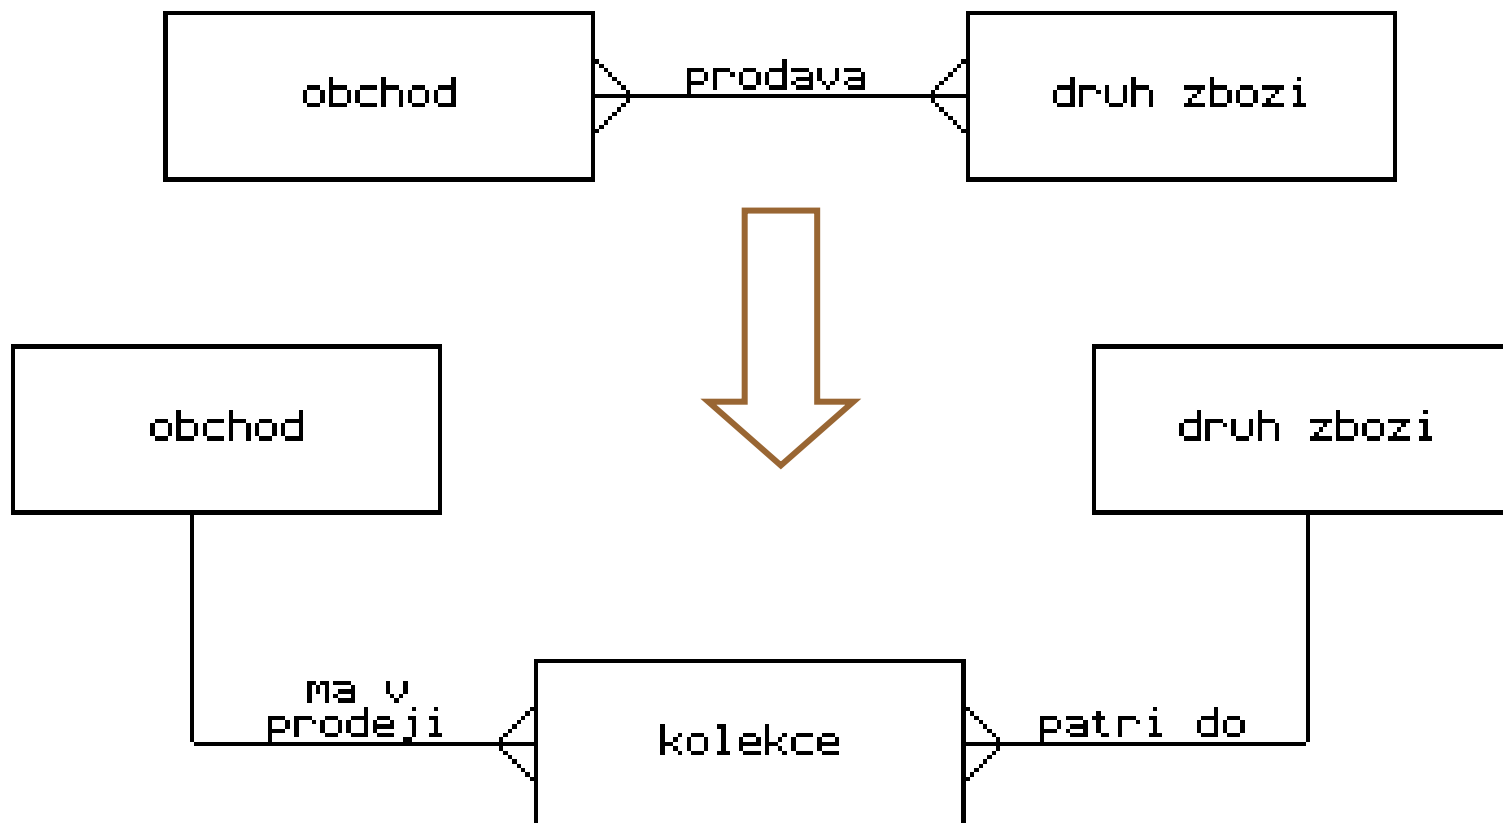 obchod
prodava
druh zbozi
obchod
druh zbozi
ma v
prodeji
kolekce
patri do